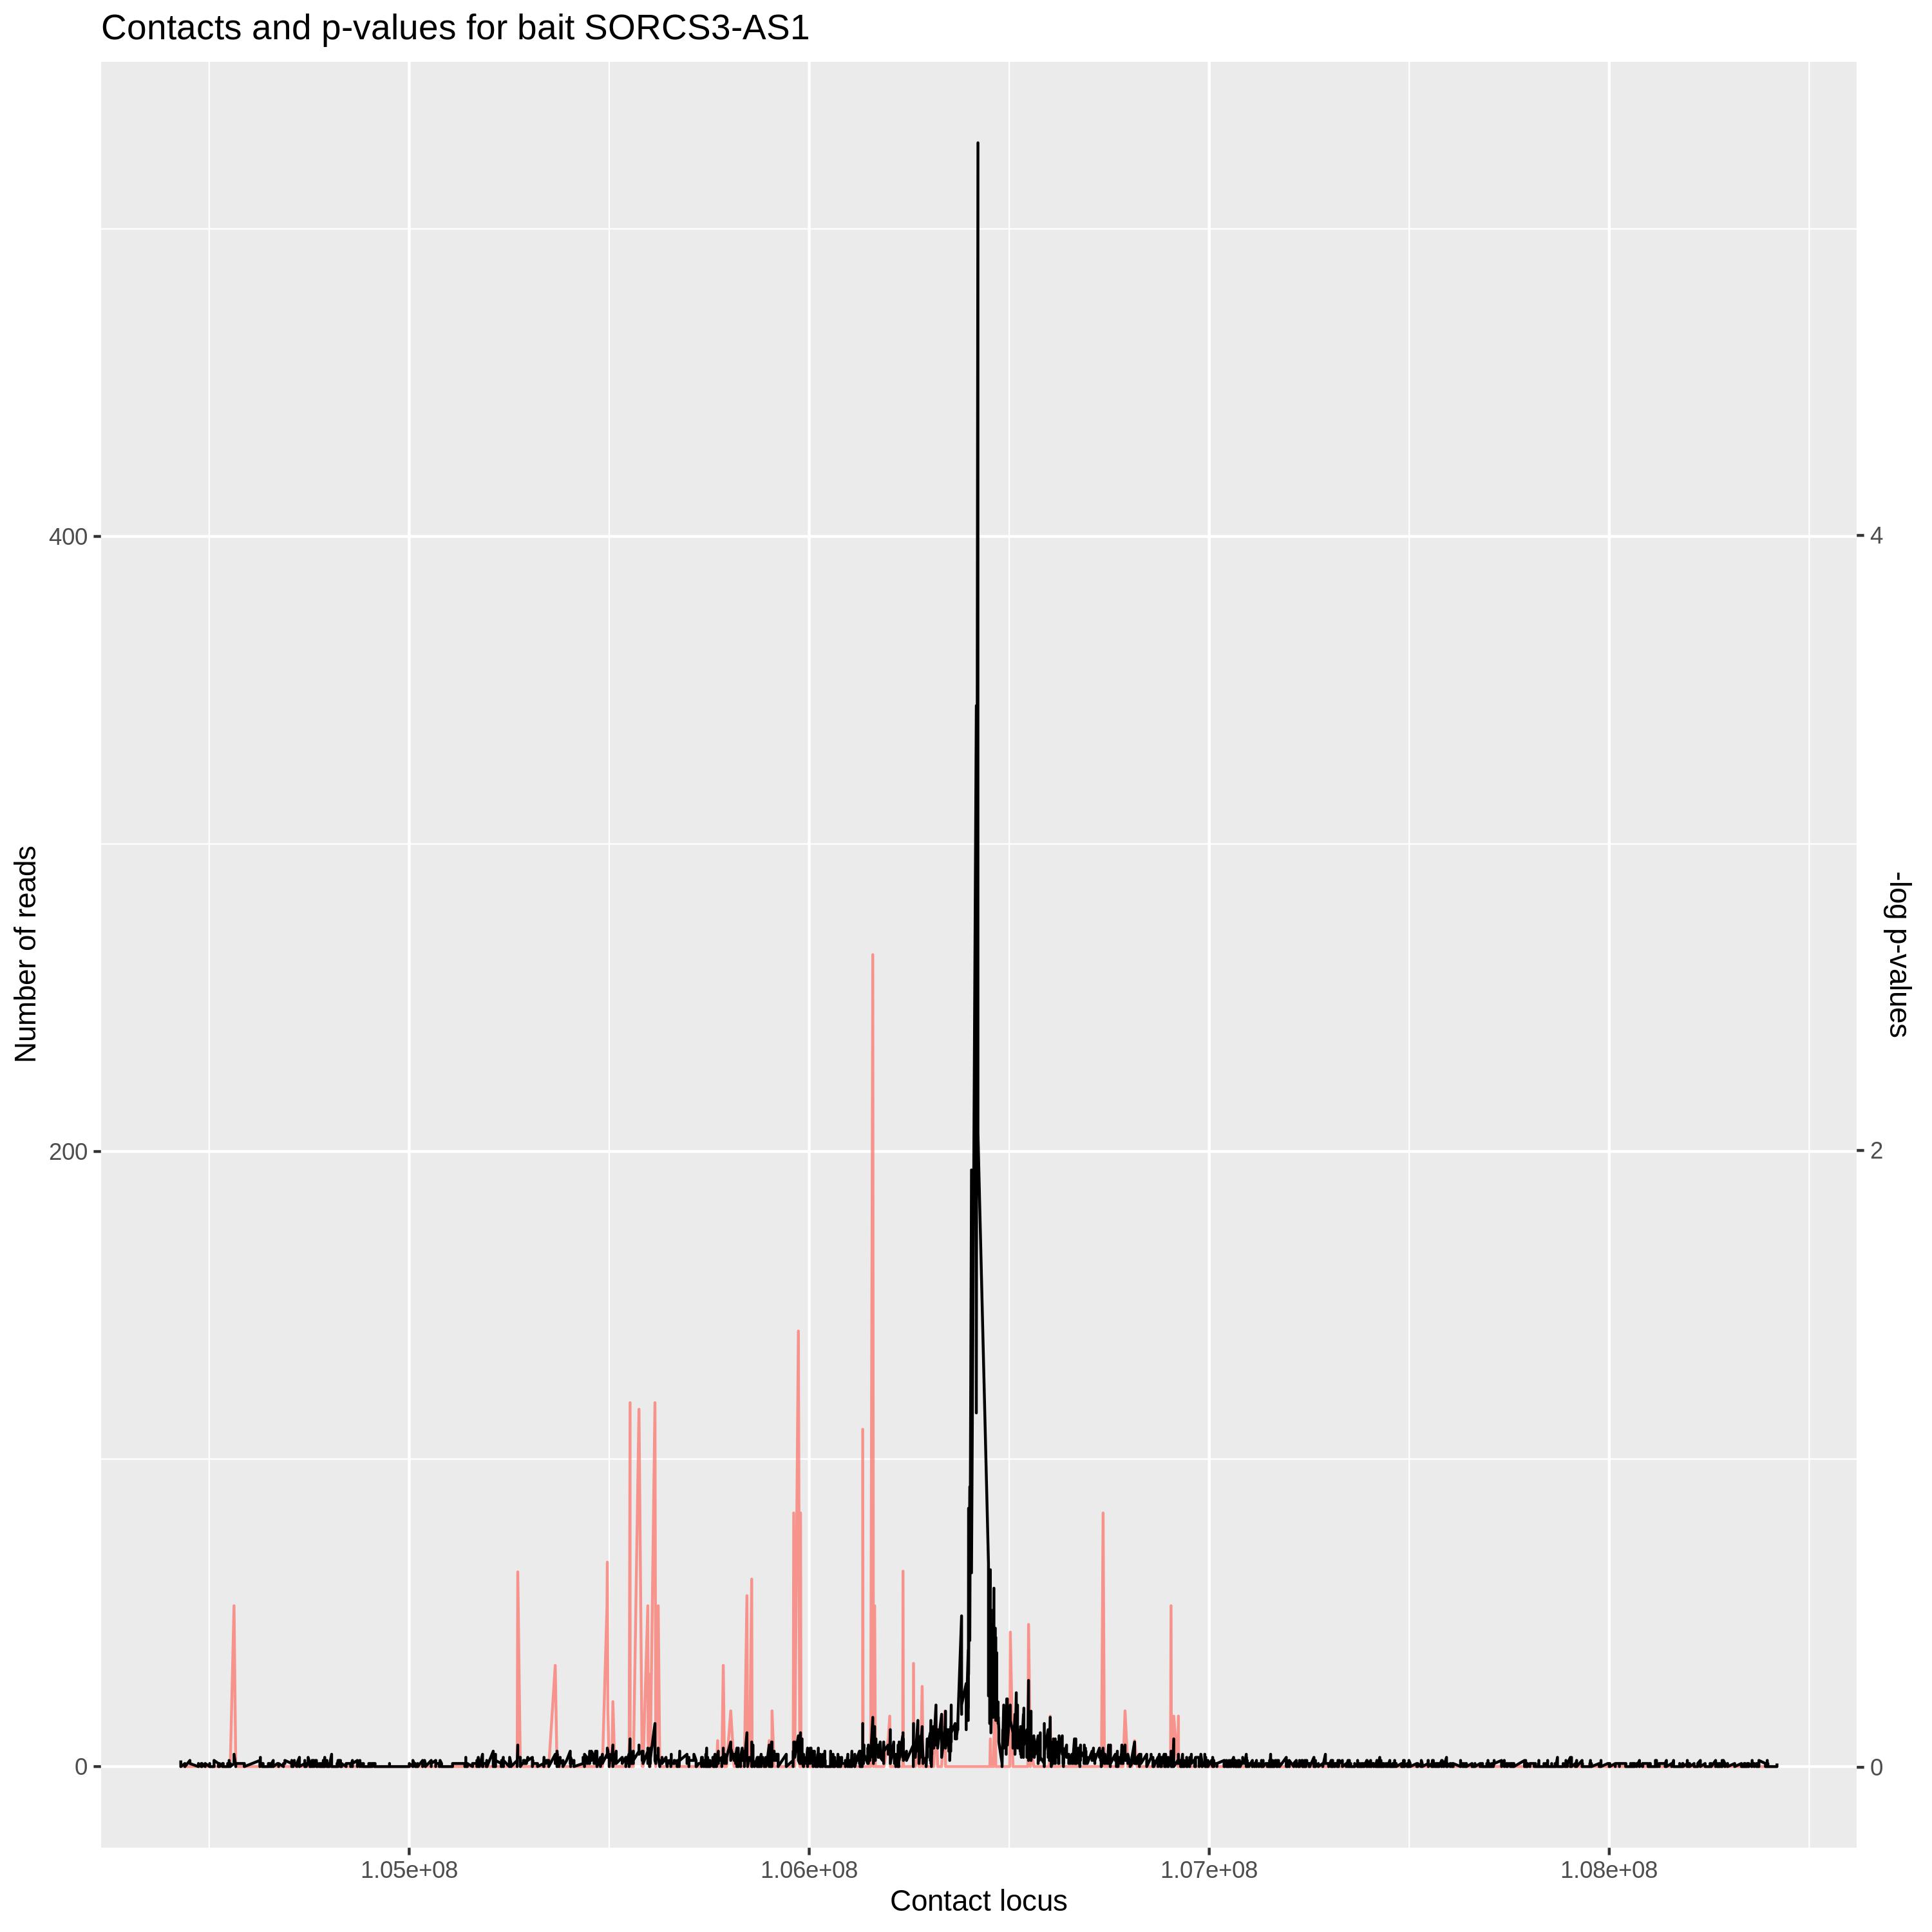 Contacts and p-values for bait SORCS3-AS1
Number of reads
400
200
0
4
2
0
-log p-values
1.05e+08 1.06e+08 1.07e+08 1.08e+08
Contact locus